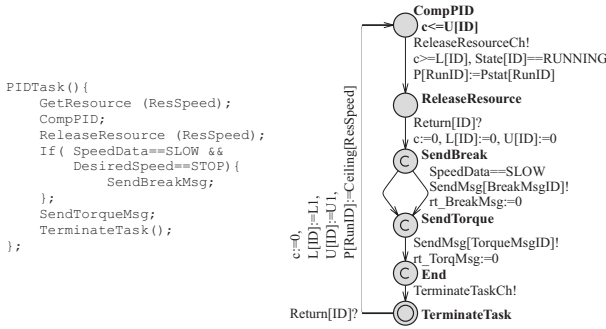 PIDTask(){
GetResource (ResSpeed);
CompPID;
ReleaseResource (ResSpeed);
If( SpeedData==SLOW &&
DesiredSpeed==STOP){
SendBreakMsg;
};
SendTorqueMsg;
TerminateTask();
};
c:=0,
L[ID]:=L1,
U[ID]:=U1,
P[RunID]:=Ceiling[ResSpeed]
CompPID
c<=U[ID]
ReleaseResourceCh!
c>=L[ID], State[ID]==RUNNING
P[RunID]:=Pstat[RunID]
ReleaseResource
Return[ID]?
c:=0, L[ID]:=0, U[ID]:=0
C
SendBreak
SpeedData==SLOW
SendMsg[BreakMsgID]!
rt_BreakMsg:=0
C
SendTorque
SendMsg[TorqueMsgID]!
rt_TorqMsg:=0
C
End
TerminateTaskCh!
Return[ID]?
TerminateTask